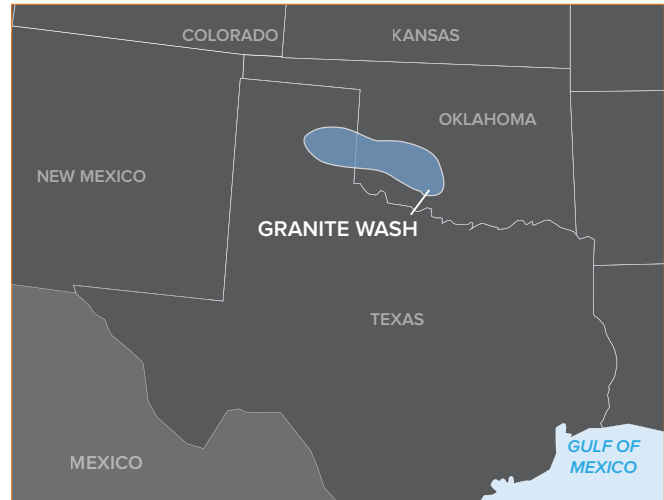 COLORADO
KANSAS
OKLAHOMA
NEW MEXICO
GRANITE WASH
TEXAS
GULF OF
MEXICO
MEXICO